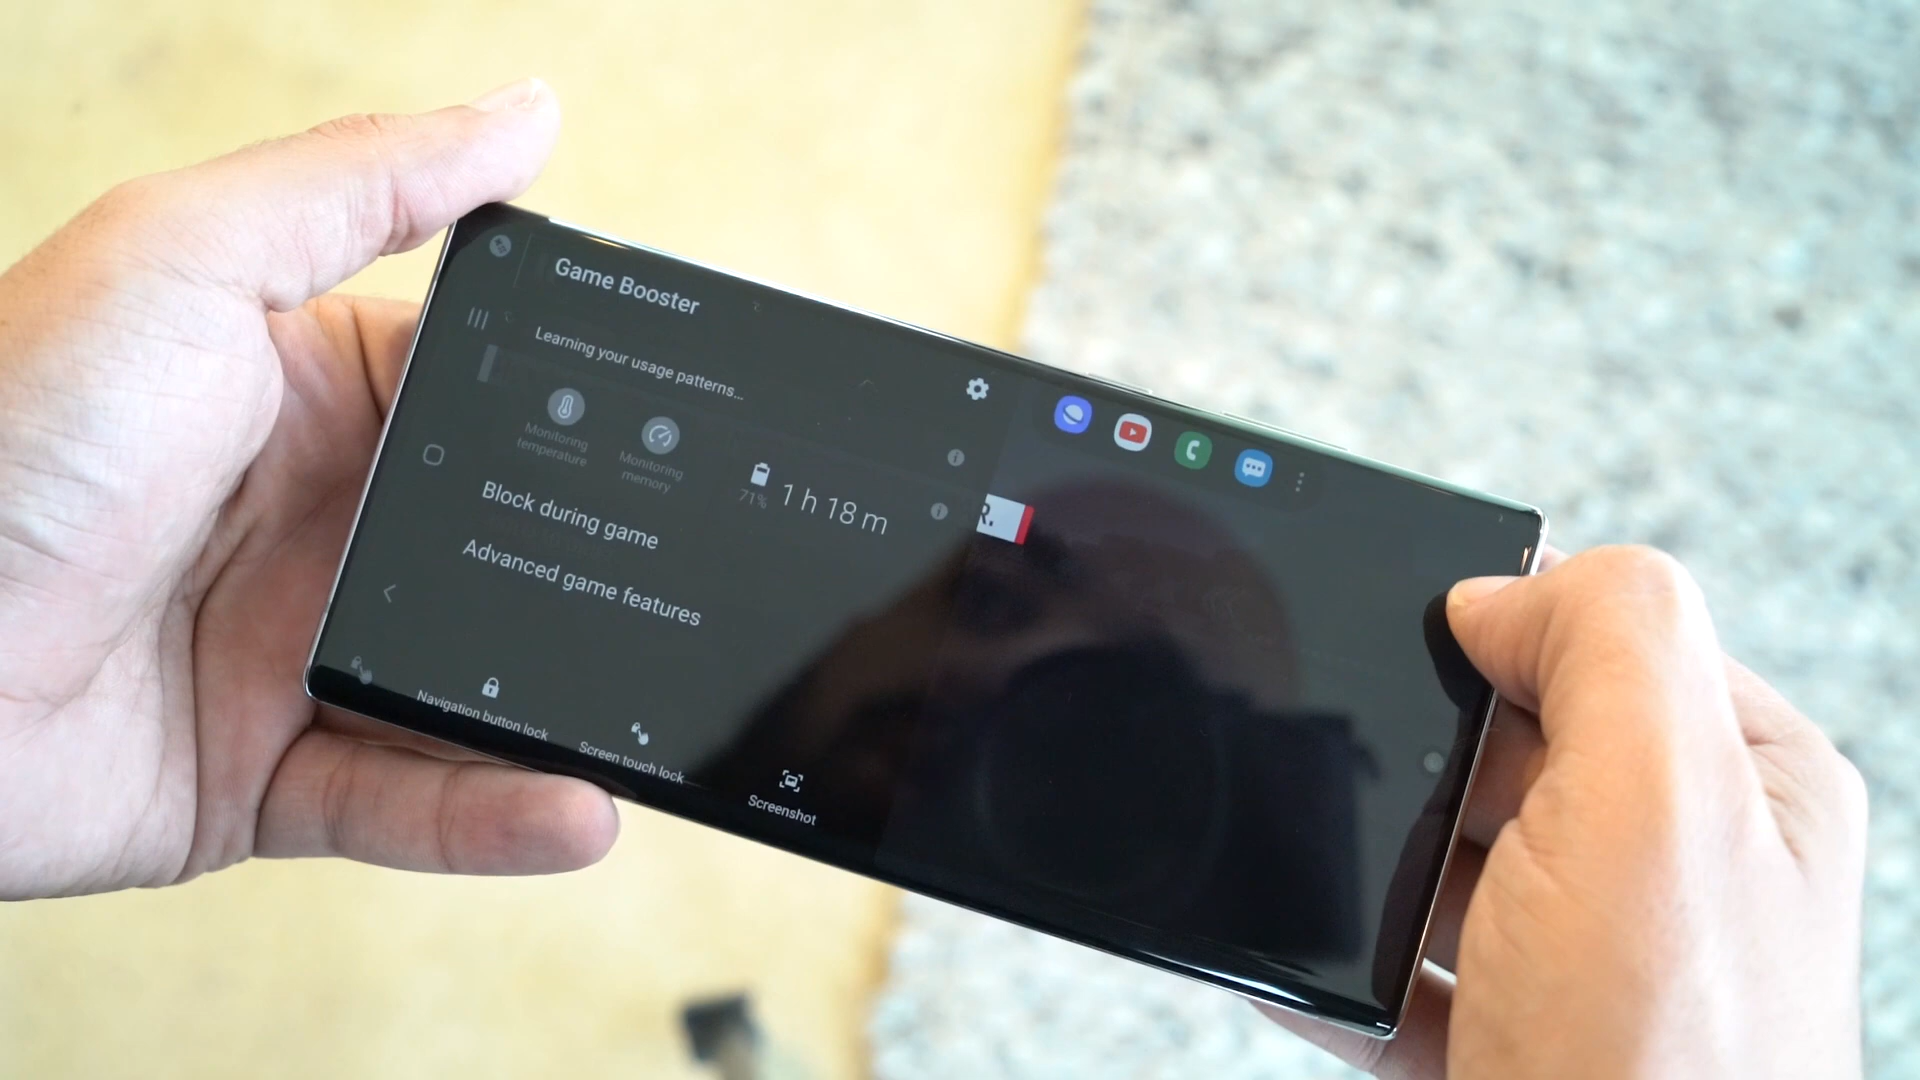 Game Booster
Learning your usage patterns...
Monitoring
temperature
Monitoring
memory
71%
1 h 18 m
Block during game
Advanced game features
R.
Navigation button lock
Screen touch lock
Screenshot